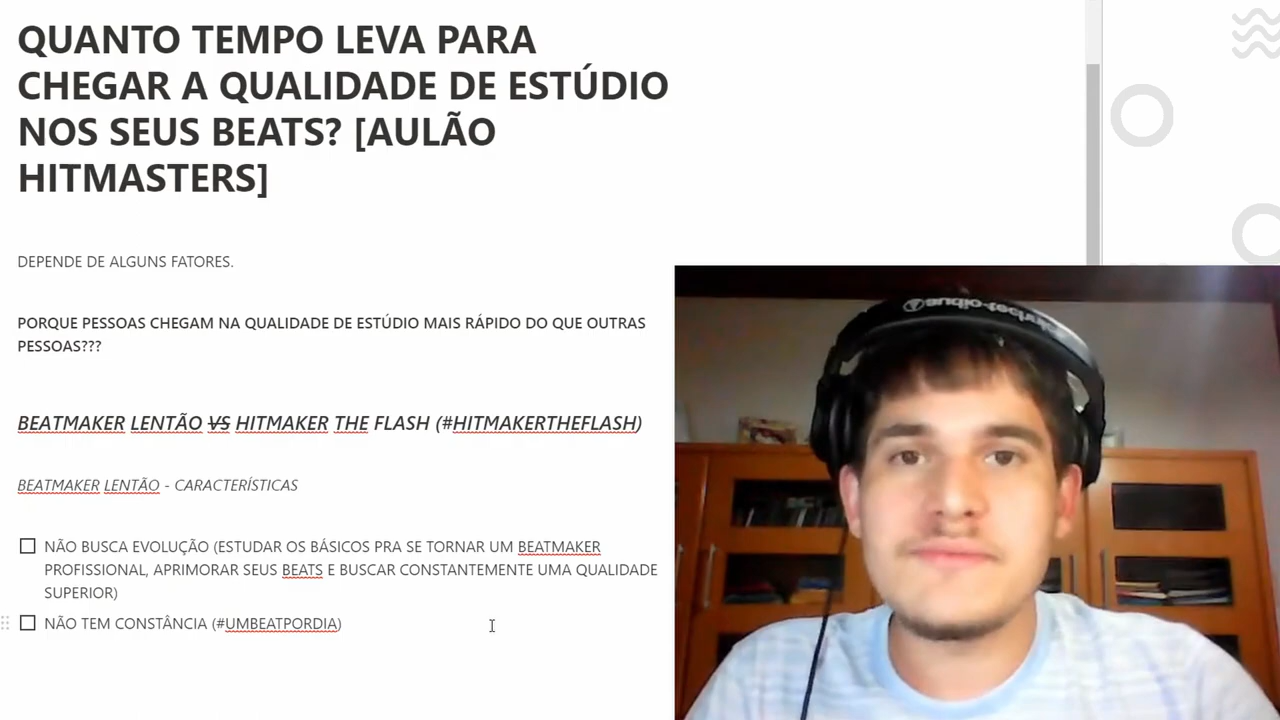 QUANTO TEMPO LEVA PARA
CHEGAR A QUALIDADE DE ESTÚDIO
NOS SEUS BEATS? [AULÃO
HITMASTERS]
DEPENDE DE ALGUNS FATORES.
PORQUE PESSOAS CHEGAM NA QUALIDADE DE ESTÚDIO MAIS RÁPIDO DO QUE OUTRAS
PESSOAS???
BEATMAKER LENTÃO VS HITMAKER THE FLASH (#HITMAKERTHEFLASH)
BEATMAKER LENTÃO - CARACTERÍSTICAS
NÃO BUSCA EVOLUÇÃO (ESTUDAR OS BÁSICOS PRA SE TORNAR UM BEATMAKER
PROFISSIONAL, APRIMORAR SEUS BEATS E BUSCAR CONSTANTEMENTE UMA QUALIDADE
SUPERIOR)
NÃO TEM CONSTÂNCIA (#UMBEATPORDIA)